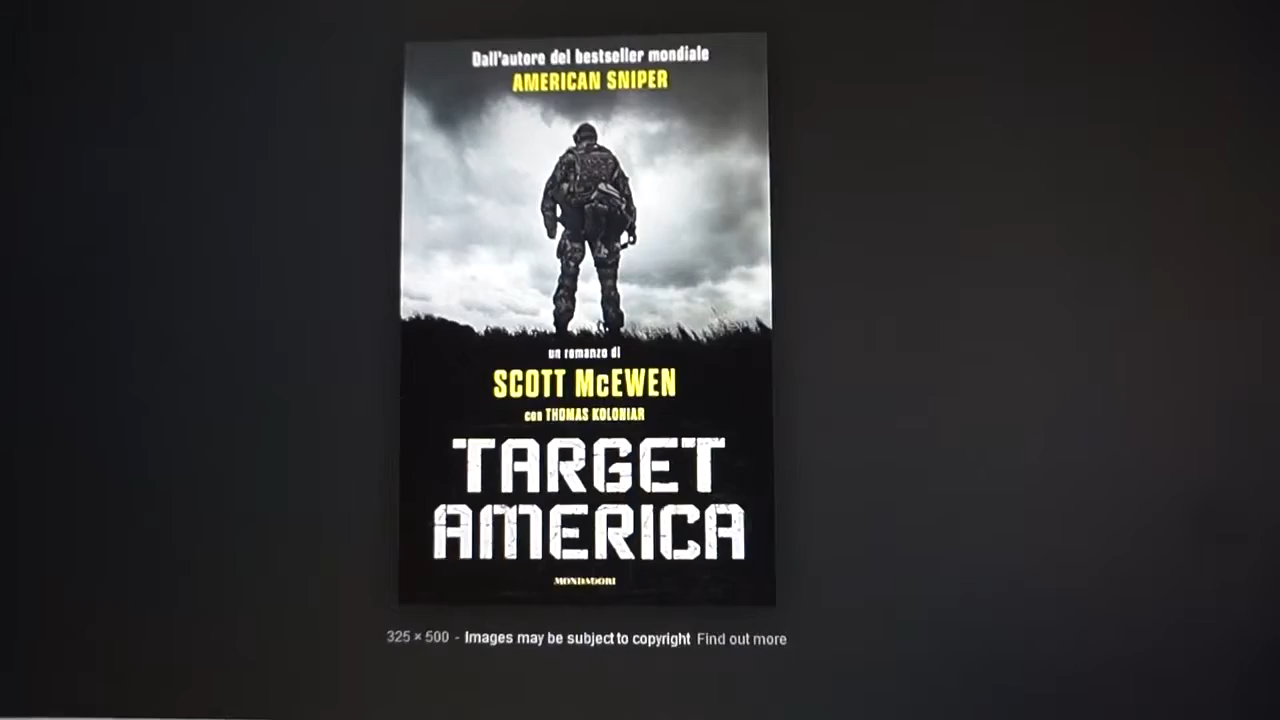 Dall'autore del bestseller mondiale
AMERICAN SNIPER
un romanzo di
SCOTT McEWEN
con THOMAS KOLONIAR
TARGET
AMERICA
MONDADORI
325 × 500 - Images may be subject to copyright Find out more